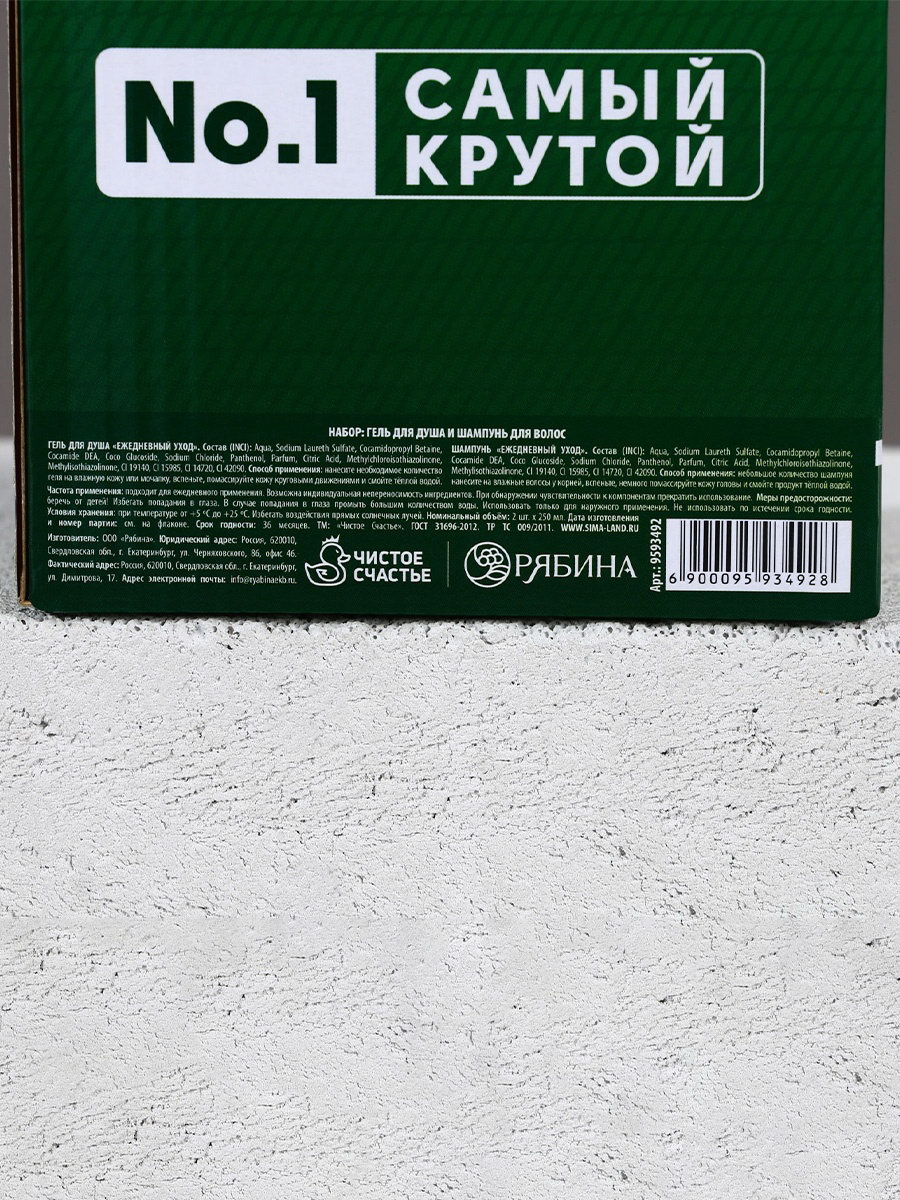 No.1
САМЫЙ
КРУТОЙ
НАБОР: ГЕЛЬ ДЛЯ ДУША И ШАМПУНЬ ДЛЯ ВОЛОС
ГЕЛЬ ДЛЯ ДУША «ЕЖЕДНЕВНЫЙ УХОД». Состав (INCI): Aqua, Sodium Laureth Sulfate, Cocamidopropyl Betaine,
Cocamide DEA, Coco Glucoside, Sodium Chloride, Panthenol, Parfum, Citric Acid, Methylchloroisothiazolinone,
Methylisothiazolinone, CI 19140, CI 15985, CI 14720, CI 42090. Способ применения: нанесите необходимое количество
геля на влажную кожу или мочалку, вспеньте, помассируйте кожу круговыми движениями и смойте тёплой водой.
ШАМПУНЬ «ЕЖЕДНЕВНЫЙ УХОД». Состав (INCI): Aqua, Sodium Laureth Sulfate, Cocamidopropyl Betaine,
Cocamide DEA, Coco Glucoside, Sodium Chloride, Panthenol, Parfum, Citric Acid, Methylchloroisothiazolinone,
Methylisothiazolinone, CI 19140, CI 15985, CI 14720, CI 42090. Способ применения: небольшое количество шампуня
нанесите на влажные волосы у корней, вспеньте, немного помассируйте кожу головы и смойте продукт тёплой водой.
Частота применения: подходит для ежедневного применения. Возможна индивидуальная непереносимость ингредиентов. При обнаружении чувствительности к компонентам прекратить использование. Меры предосторожности:
беречь от детей! Избегать попадания в глаза. В случае попадания в глаза промыть большим количеством воды. Использовать только для наружного применения. Не использовать по истечении срока годности.
Условия хранения: при температуре от +5 °С до +25 °С. Избегать воздействия прямых солнечных лучей. Номинальный объём: 2 шт. х 250 мл. Дата изготовления
и номер партии: см. на флаконе. Срок годности: 36 месяцев. ТМ: «Чистое Счастье». ГОСТ 31696-2012. ТР ТС 009/2011. WWW.SIMA-LAND.RU
Изготовитель: ООО «Рябина». Юридический адрес: Россия, 620010,
Свердловская обл., г. Екатеринбург, ул. Черняховского, 86, офис 46.
Фактический адрес: Россия, 620010, Свердловская обл., г. Екатеринбург,
ул. Димитрова, 17. Адрес электронной почты: info@ryabinaekb.ru.
ЧИСТОЕ
СЧАСТЬЕ
РЯБИНА
Арт.: 9593492
6 900095 934928